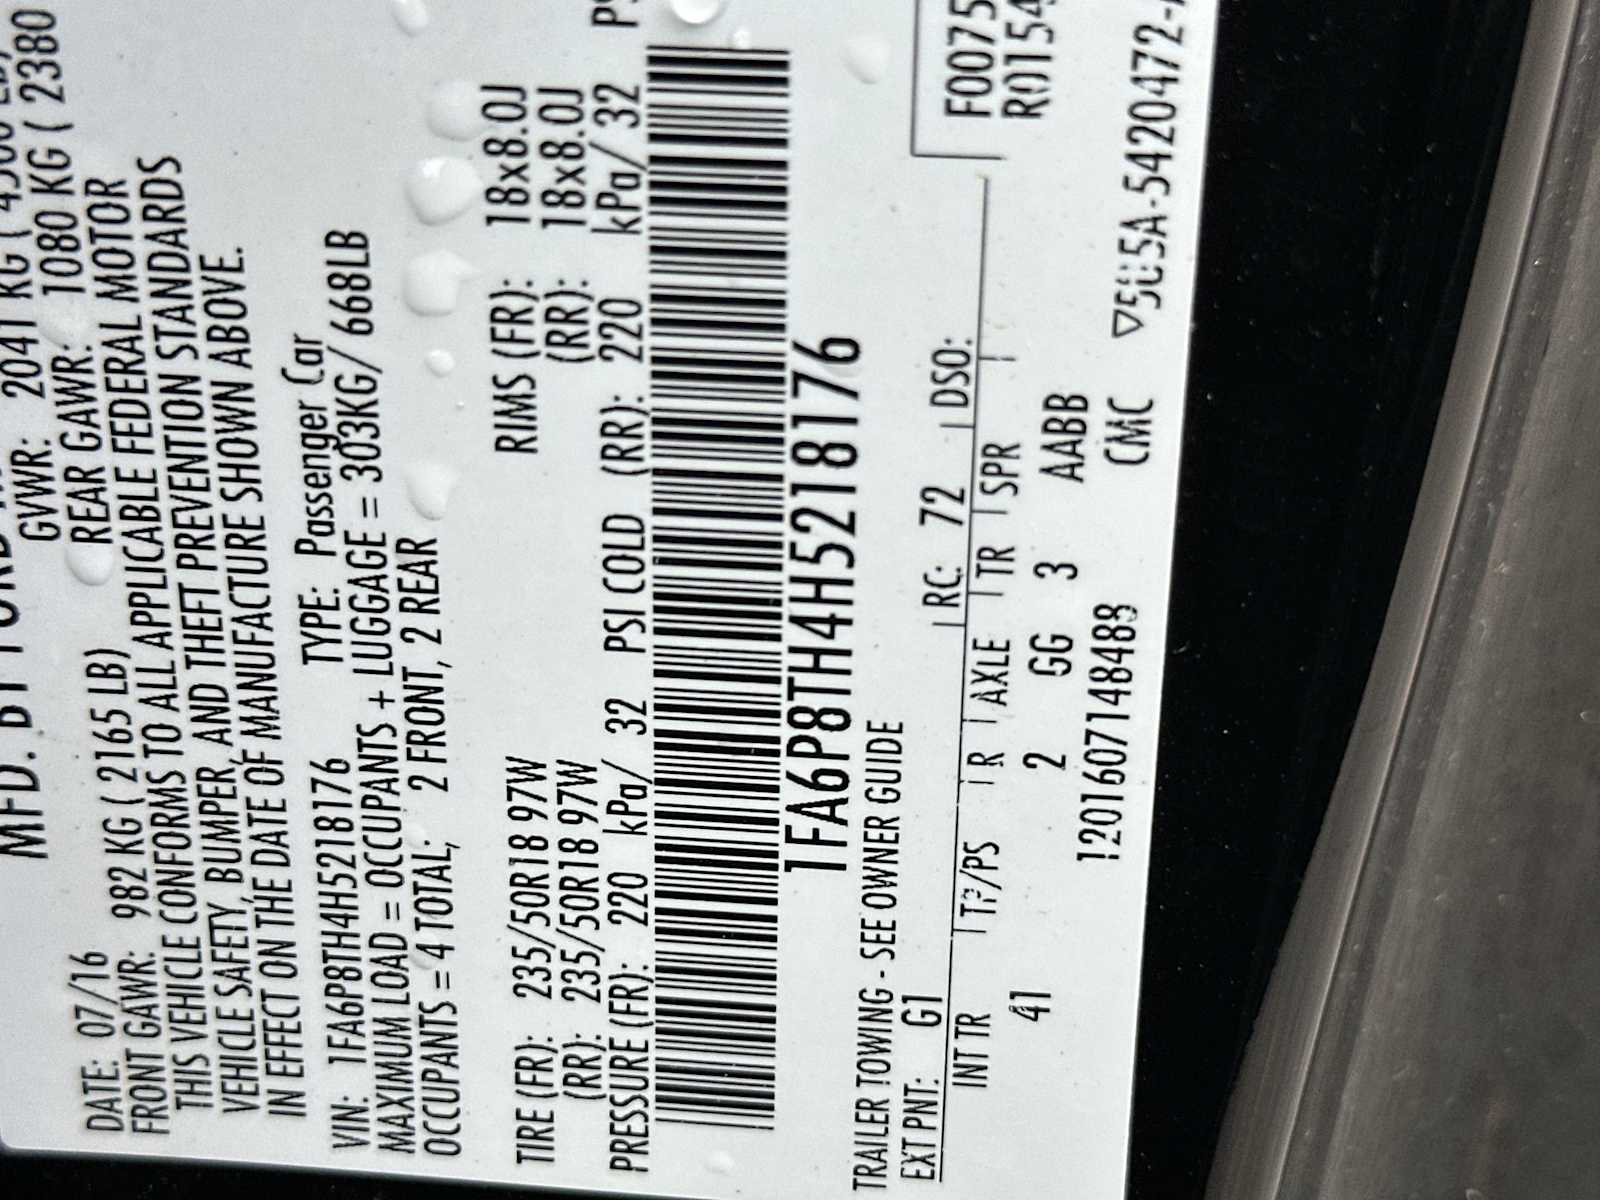 MFD. BY FORD
DATE: 07/16 GVWR: 2041 KG (
FRONT GAWR: 982 KG ( 2165 LB) REAR GAWR: 1080 KG ( 2380
THIS VEHICLE CONFORMS TO ALL APPLICABLE FEDERAL MOTOR
VEHICLE SAFETY, BUMPER, AND THEFT PREVENTION STANDARDS
IN EFFECT ON THE DATE OF MANUFACTURE SHOWN ABOVE.
VIN: 1FA6P8TH4H5218176 TYPE: Passenger Car
MAXIMUM LOAD = OCCUPANTS + LUGGAGE = 303KG/ 668LB
OCCUPANTS = 4 TOTAL; 2 FRONT, 2 REAR
TIRE (FR): 235/50R18 97W RIMS (FR): 18x8.0J
(RR): 235/50R18 97W (RR): 18x8.0J
PRESSURE (FR): 220 kPa/ 32 PSI COLD (RR): 220 kPa/ 32
1FA6P8TH4H5218176
TRAILER TOWING - SEE OWNER GUIDE
F0075
EXT PNT: G1 RC: 72 DSO: R0154
INT TR TP/PS R AXLE TR SPR
41 2 GG 3 AABB
1201607148488 CMC 5U5A-5420472-